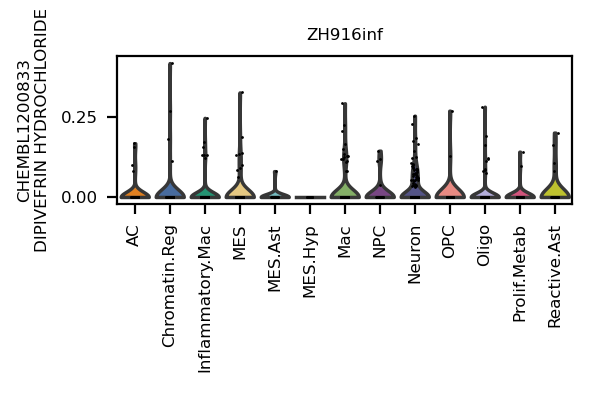 ZH916inf
CHEMBL1200833
DIPIVEFRIN HYDROCHLORIDE
0.25
0.00
AC
Chromatin.Reg
Inflammatory.Mac
MES
MES.Ast
MES.Hyp
Mac
NPC
Neuron
OPC
Oligo
Prolif.Metab
Reactive.Ast